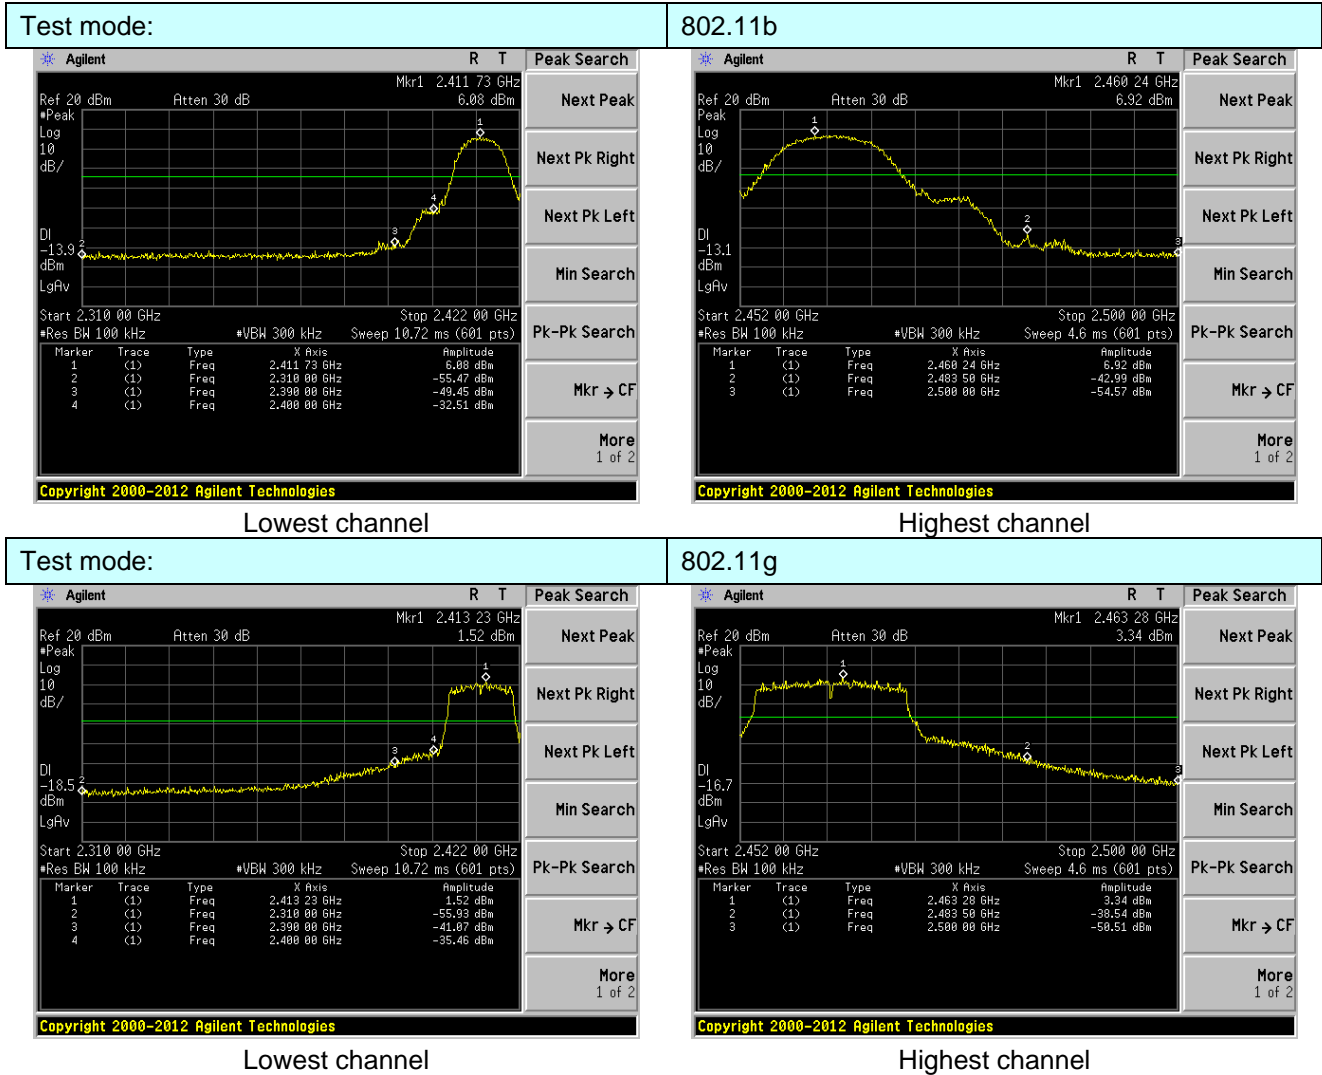 Test mode: 802.11b
Agilent R T Peak Search
Mkr1 2.411 73 GHz
Ref 20 dBm Atten 30 dB 6.08 dBm
#Peak
Log
10
dB/
1
4
3
2
DI
-13.9
dBm
LgAv
Start 2.310 00 GHz Stop 2.422 00 GHz
#Res BW 100 kHz #VBW 300 kHz Sweep 10.72 ms (601 pts)
Marker Trace Type X Axis Amplitude
1 (1) Freq 2.411 73 GHz 6.08 dBm
2 (1) Freq 2.310 00 GHz -55.47 dBm
3 (1) Freq 2.390 00 GHz -49.45 dBm
4 (1) Freq 2.400 00 GHz -32.51 dBm
Next Peak
Next Pk Right
Next Pk Left
Min Search
Pk-Pk Search
Mkr → CF
More
1 of 2
Copyright 2000-2012 Agilent Technologies
Lowest channel
Agilent R T Peak Search
Mkr1 2.460 24 GHz
Ref 20 dBm Atten 30 dB 6.92 dBm
Peak
Log
10
dB/
1
2
3
DI
-13.1
dBm
LgAv
Start 2.452 00 GHz Stop 2.500 00 GHz
#Res BW 100 kHz #VBW 300 kHz Sweep 4.6 ms (601 pts)
Marker Trace Type X Axis Amplitude
1 (1) Freq 2.460 24 GHz 6.92 dBm
2 (1) Freq 2.483 50 GHz -42.99 dBm
3 (1) Freq 2.500 00 GHz -54.57 dBm
Next Peak
Next Pk Right
Next Pk Left
Min Search
Pk-Pk Search
Mkr → CF
More
1 of 2
Copyright 2000-2012 Agilent Technologies
Highest channel
Test mode: 802.11g
Agilent R T Peak Search
Mkr1 2.413 23 GHz
Ref 20 dBm Atten 30 dB 1.52 dBm
#Peak
Log
10
dB/
1
3
4
2
DI
-18.5
dBm
LgAv
Start 2.310 00 GHz Stop 2.422 00 GHz
#Res BW 100 kHz #VBW 300 kHz Sweep 10.72 ms (601 pts)
Marker Trace Type X Axis Amplitude
1 (1) Freq 2.413 23 GHz 1.52 dBm
2 (1) Freq 2.310 00 GHz -55.93 dBm
3 (1) Freq 2.390 00 GHz -41.07 dBm
4 (1) Freq 2.400 00 GHz -35.46 dBm
Next Peak
Next Pk Right
Next Pk Left
Min Search
Pk-Pk Search
Mkr → CF
More
1 of 2
Copyright 2000-2012 Agilent Technologies
Lowest channel
Agilent R T Peak Search
Mkr1 2.463 28 GHz
Ref 20 dBm Atten 30 dB 3.34 dBm
#Peak
Log
10
dB/
1
2
3
DI
-16.7
dBm
LgAv
Start 2.452 00 GHz Stop 2.500 00 GHz
#Res BW 100 kHz #VBW 300 kHz Sweep 4.6 ms (601 pts)
Marker Trace Type X Axis Amplitude
1 (1) Freq 2.463 28 GHz 3.34 dBm
2 (1) Freq 2.483 50 GHz -38.54 dBm
3 (1) Freq 2.500 00 GHz -50.51 dBm
Next Peak
Next Pk Right
Next Pk Left
Min Search
Pk-Pk Search
Mkr → CF
More
1 of 2
Copyright 2000-2012 Agilent Technologies
Highest channel